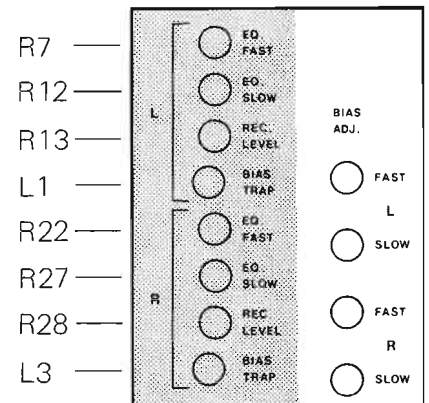 R7
EQ
FAST
R12
EQ.
SLOW
L
R13
REC.
LEVEL
L1
BIAS
TRAP
R22
EQ
FAST
R27
EQ.
SLOW
R
R28
REC
LEVEL
L3
BIAS
TRAP
BIAS
ADJ.
FAST
L
SLOW
FAST
R
SLOW